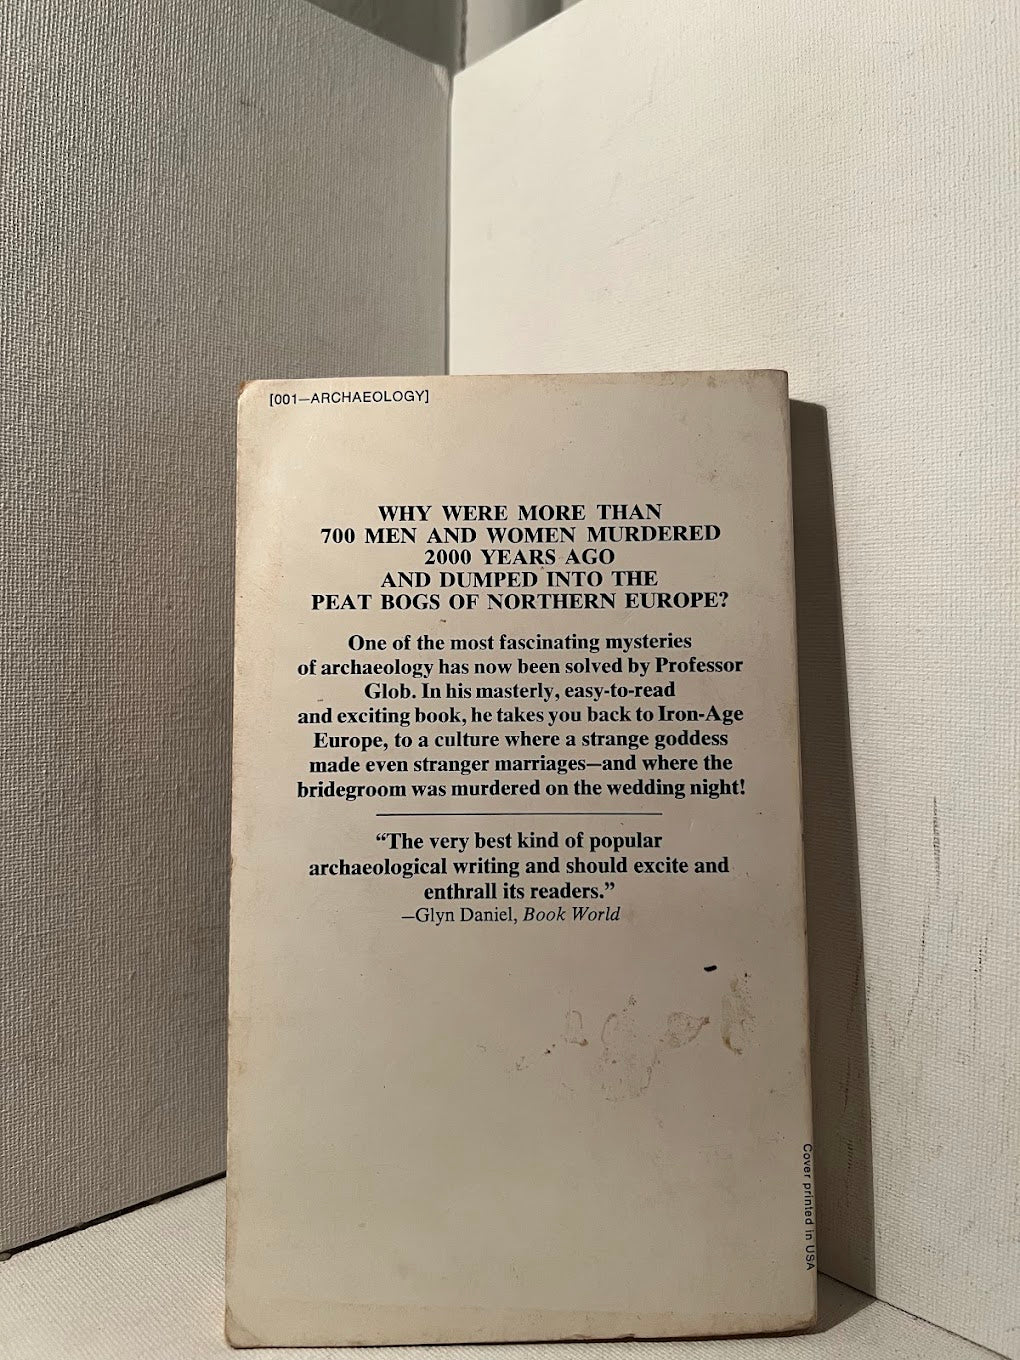 [001—ARCHAEOLOGY]
WHY WERE MORE THAN
700 MEN AND WOMEN MURDERED
2000 YEARS AGO
AND DUMPED INTO THE
PEAT BOGS OF NORTHERN EUROPE?
One of the most fascinating mysteries
of archaeology has now been solved by Professor
Glob. In his masterly, easy-to-read
and exciting book, he takes you back to Iron-Age
Europe, to a culture where a strange goddess
made even stranger marriages—and where the
bridegroom was murdered on the wedding night!
“The very best kind of popular
archaeological writing and should excite and
enthrall its readers.”
—Glyn Daniel, Book World
Cover printed in USA